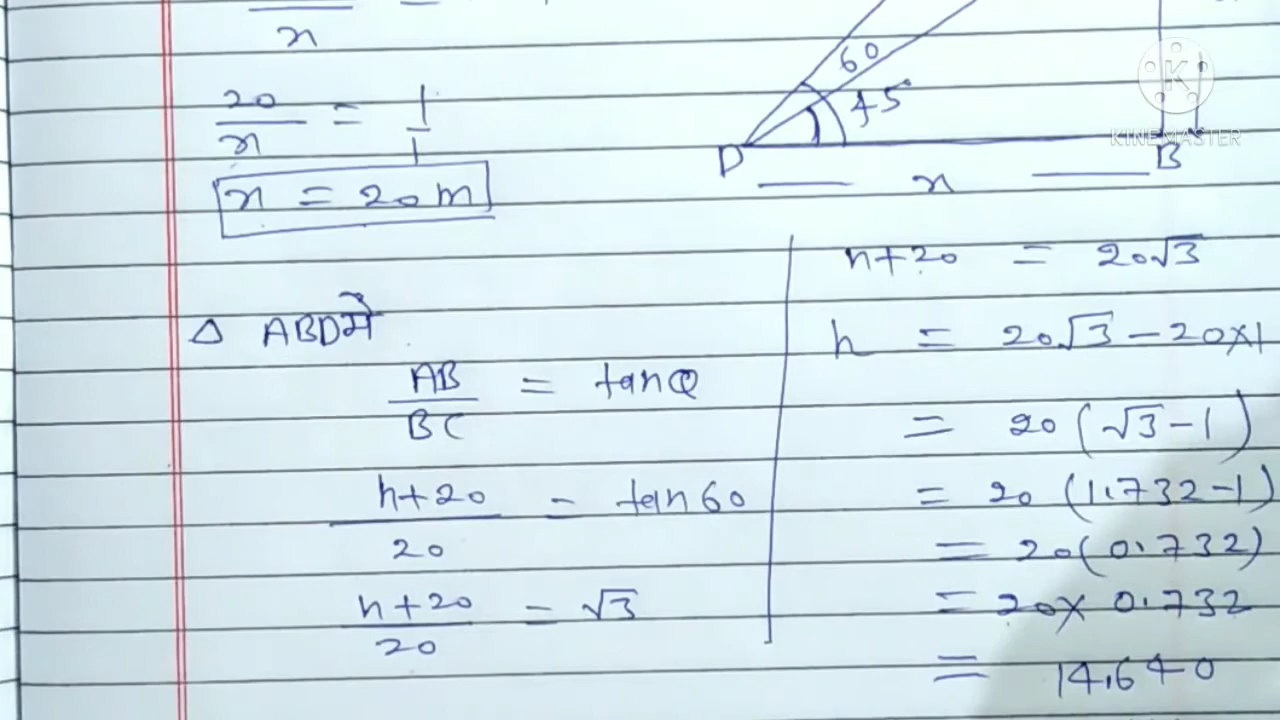 x
20/x = 1/1
x = 20m
60
45
D
B
x
KINEMASTER
△ ABD में
AB/BC = tanθ
h+20/20 = tan60
h+20/20 = √3
h+20 = 20√3
h = 20√3 - 20×1
= 20(√3-1)
= 20(1.732-1)
= 20(0.732)
= 20× 0.732
= 14.640